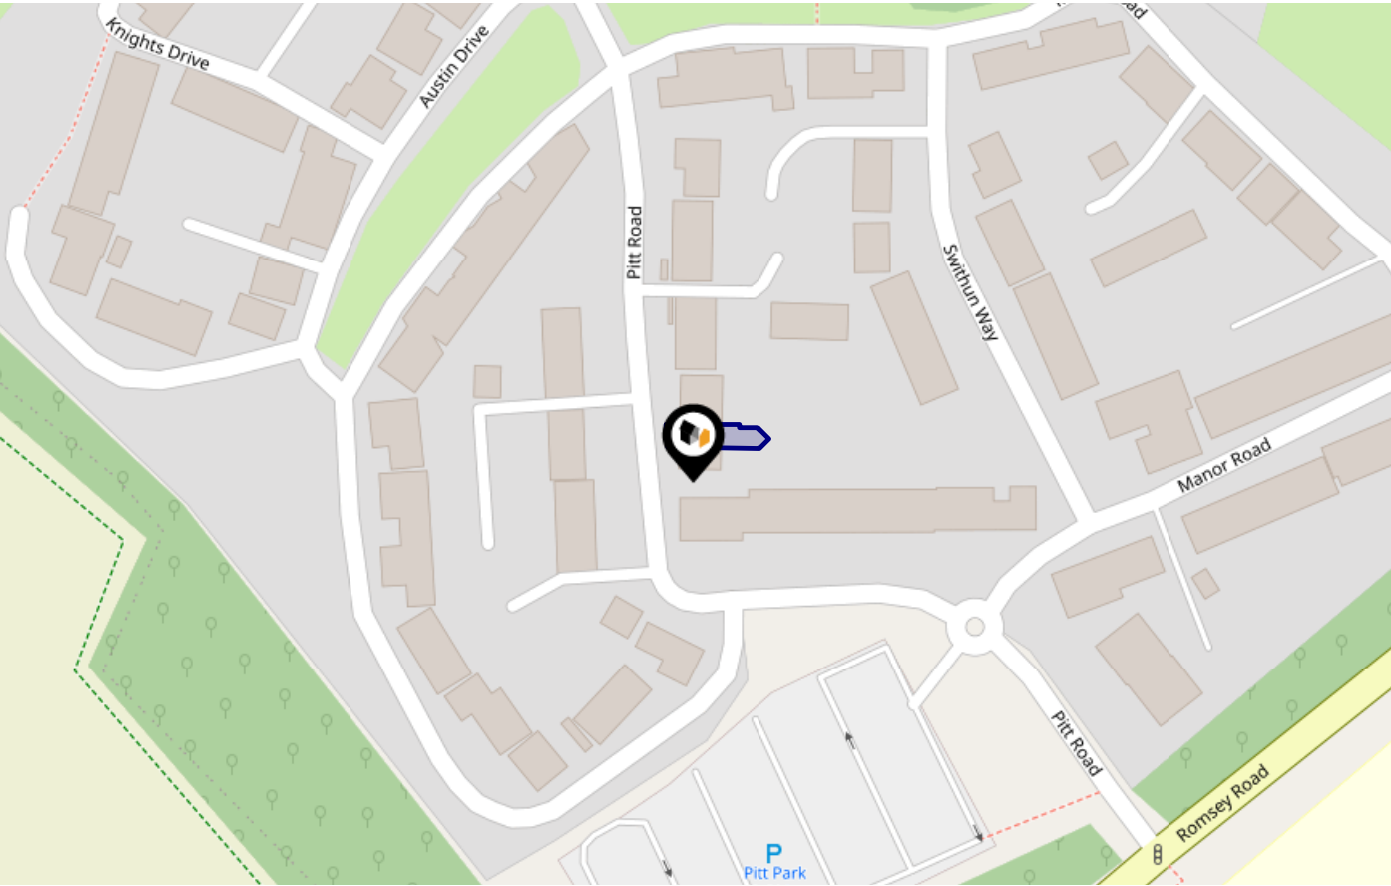 Knights Drive
Austin Drive
Pitt Road
Swithun Way
Manor Road
Pitt Road
Romsey Road
P
Pitt Park